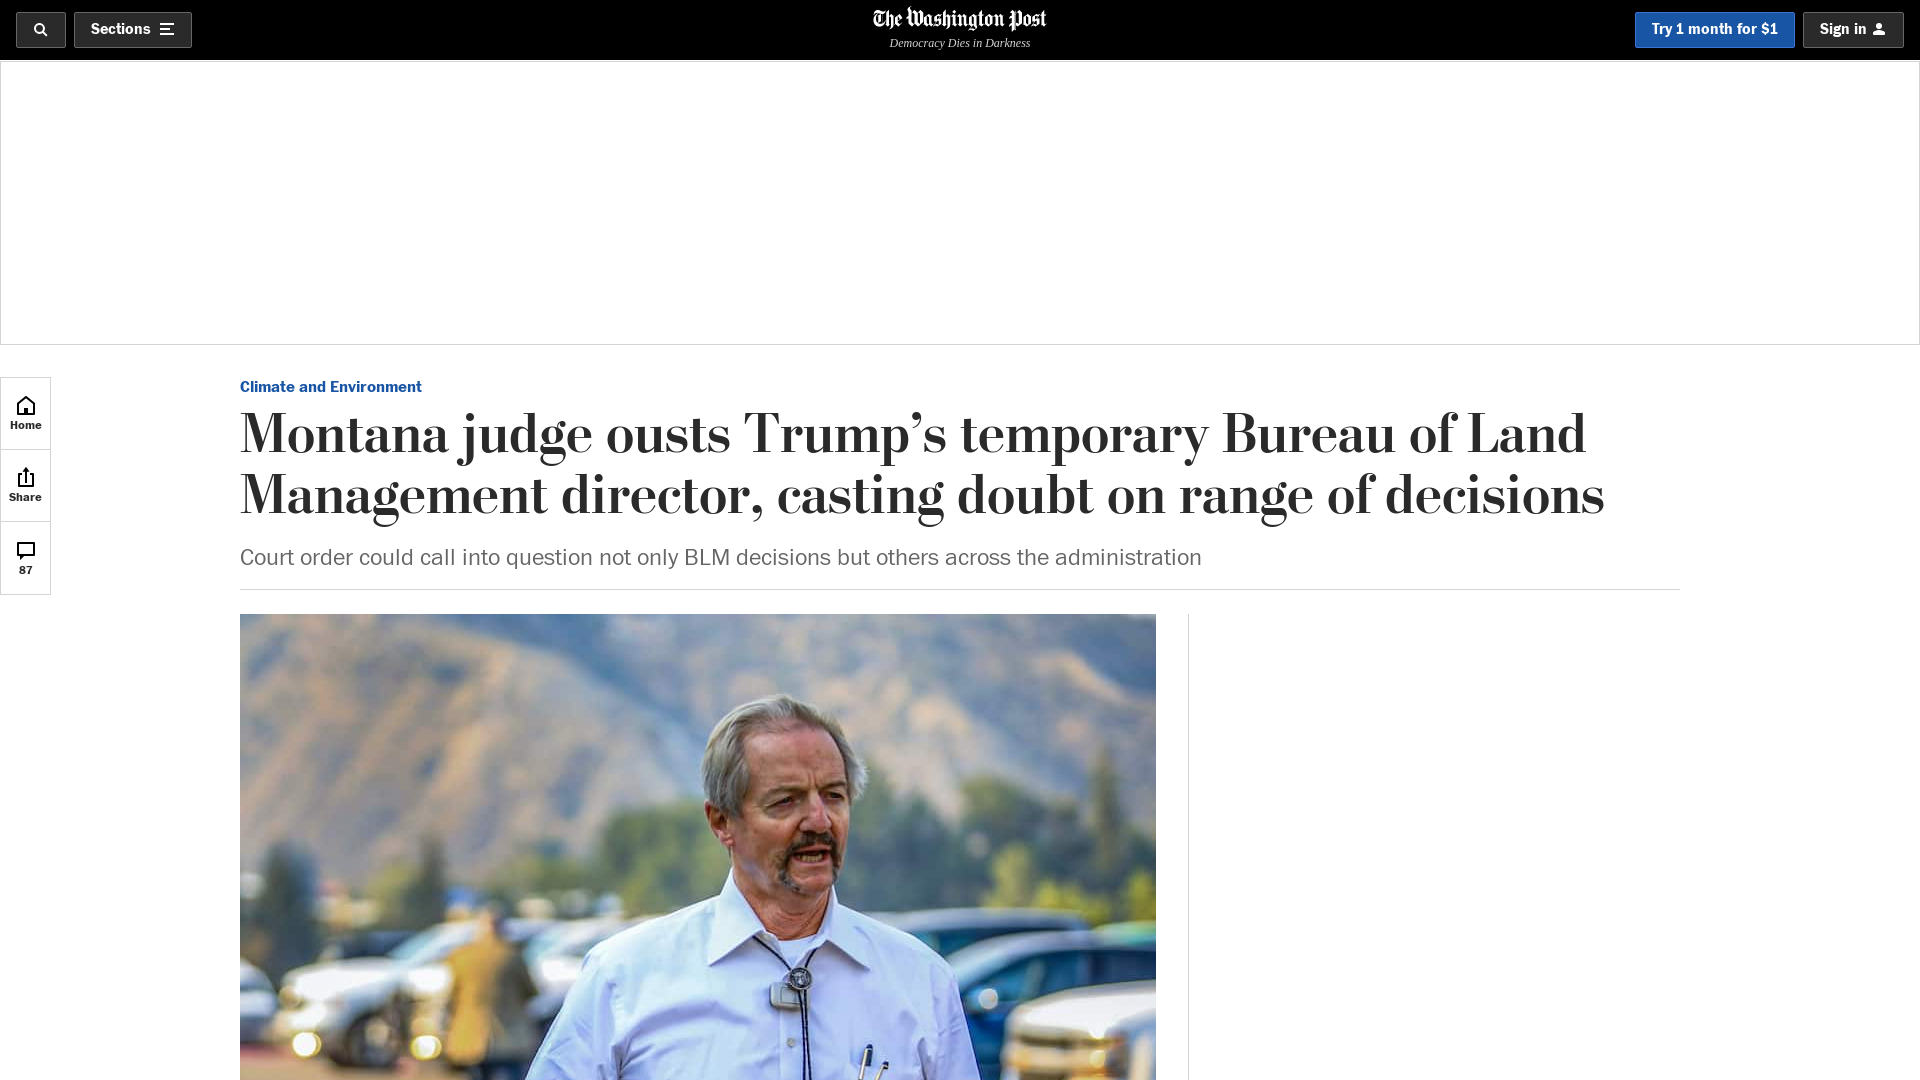 Sections
The Washington Post
Democracy Dies in Darkness
Try 1 month for $1
Sign in
Home
Share
87
Climate and Environment
Montana judge ousts Trump’s temporary Bureau of Land
Management director, casting doubt on range of decisions
Court order could call into question not only BLM decisions but others across the administration